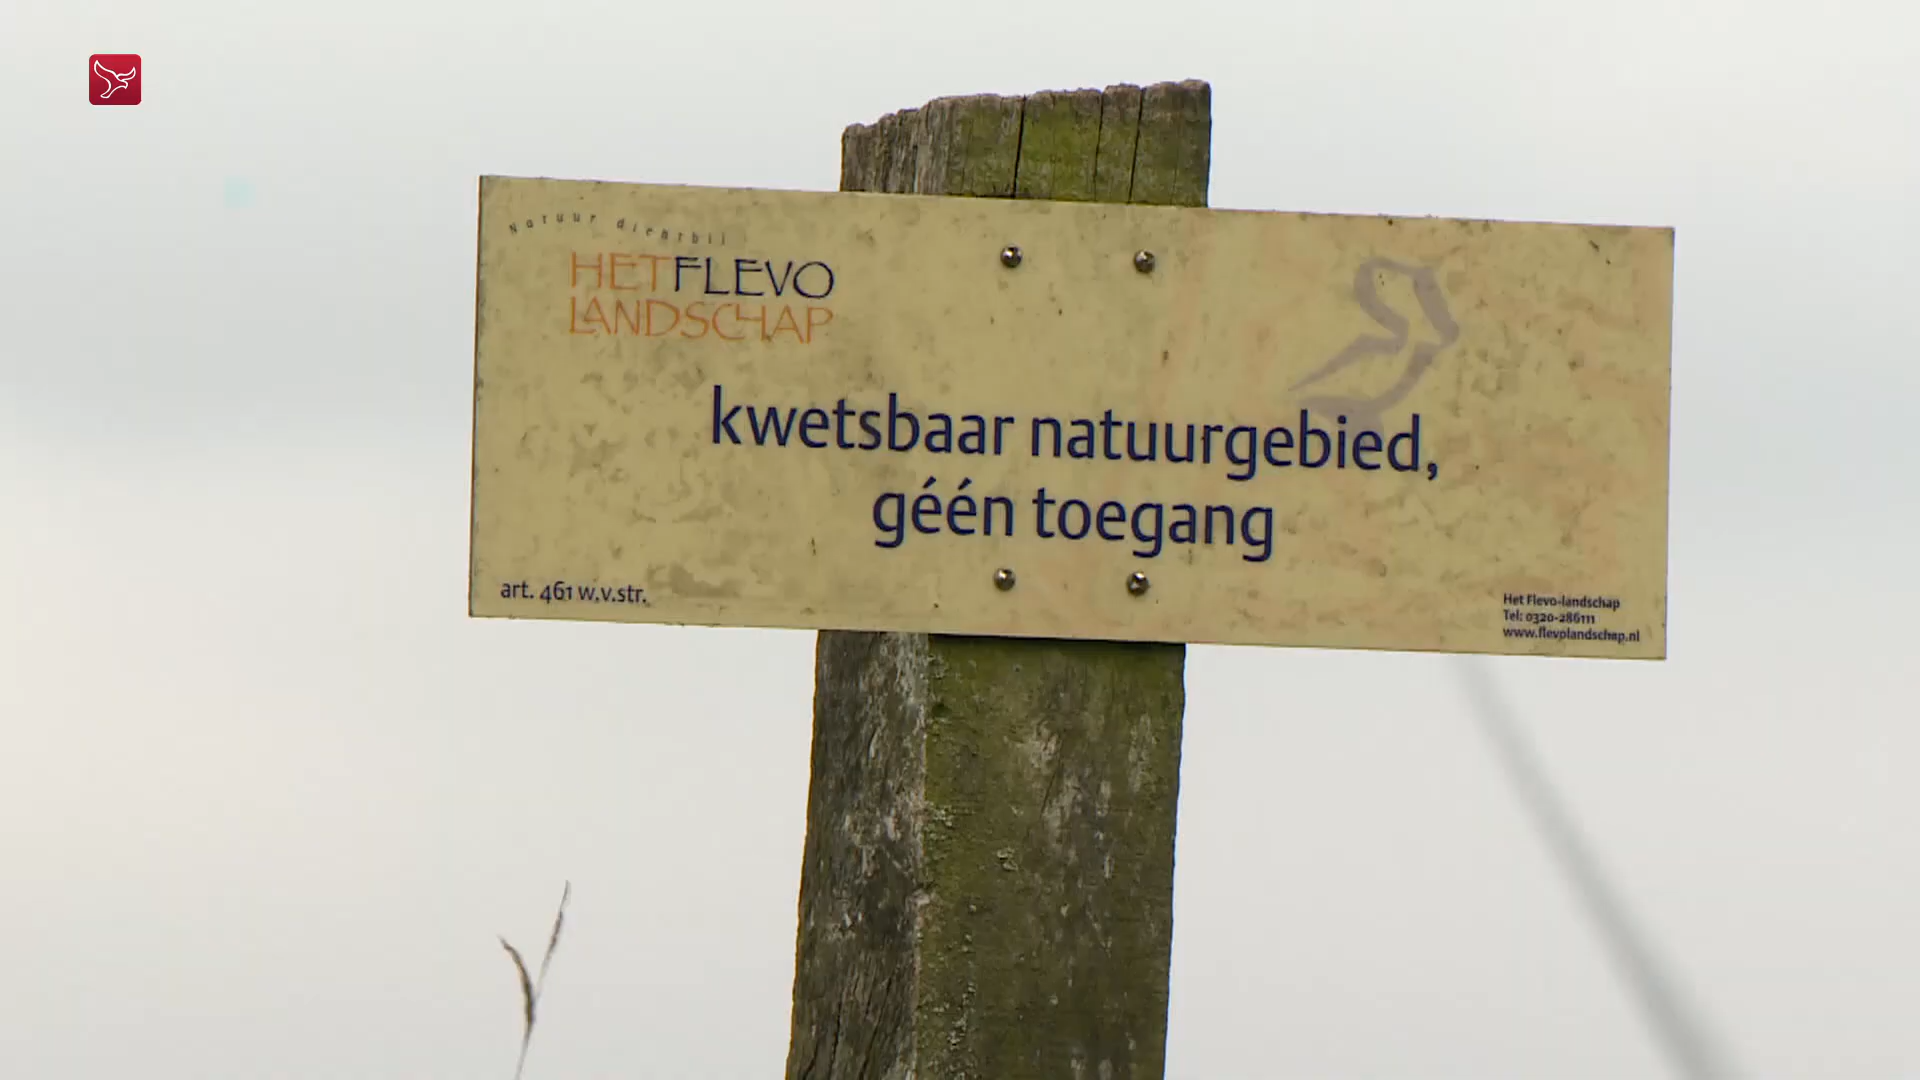 Natuur dichtbij
HET FLEVO
LANDSCHAP
kwetsbaar natuurgebied,
géén toegang
art. 461 w.v.str.
Het Flevo-landschap
Tel: 0320-286111
www.flevolandschap.nl